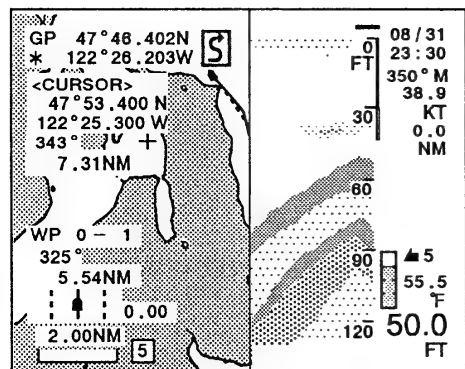 GP 47°46.402N
* 122°26.203W
<CURSOR>
47°53.400 N
122°25.300 W
343°
7.31NM
WP 0 - 1
325°
5.54NM
0.00
2.00NM
5
0
FT
30
60
90
120
08/31
23:30
350°M
38.9
KT
0.0
NM
5
55.5
°F
50.0
FT